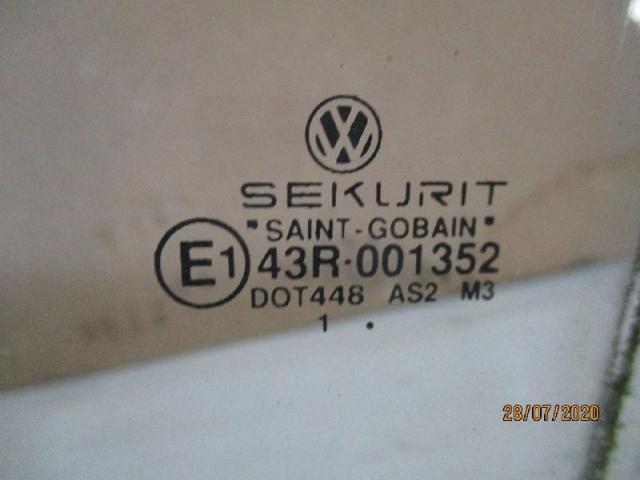 SEKURIT
"SAINT-GOBAIN"
E1 43R-001352
DOT448 AS2 M3
1 .
28/07/2020